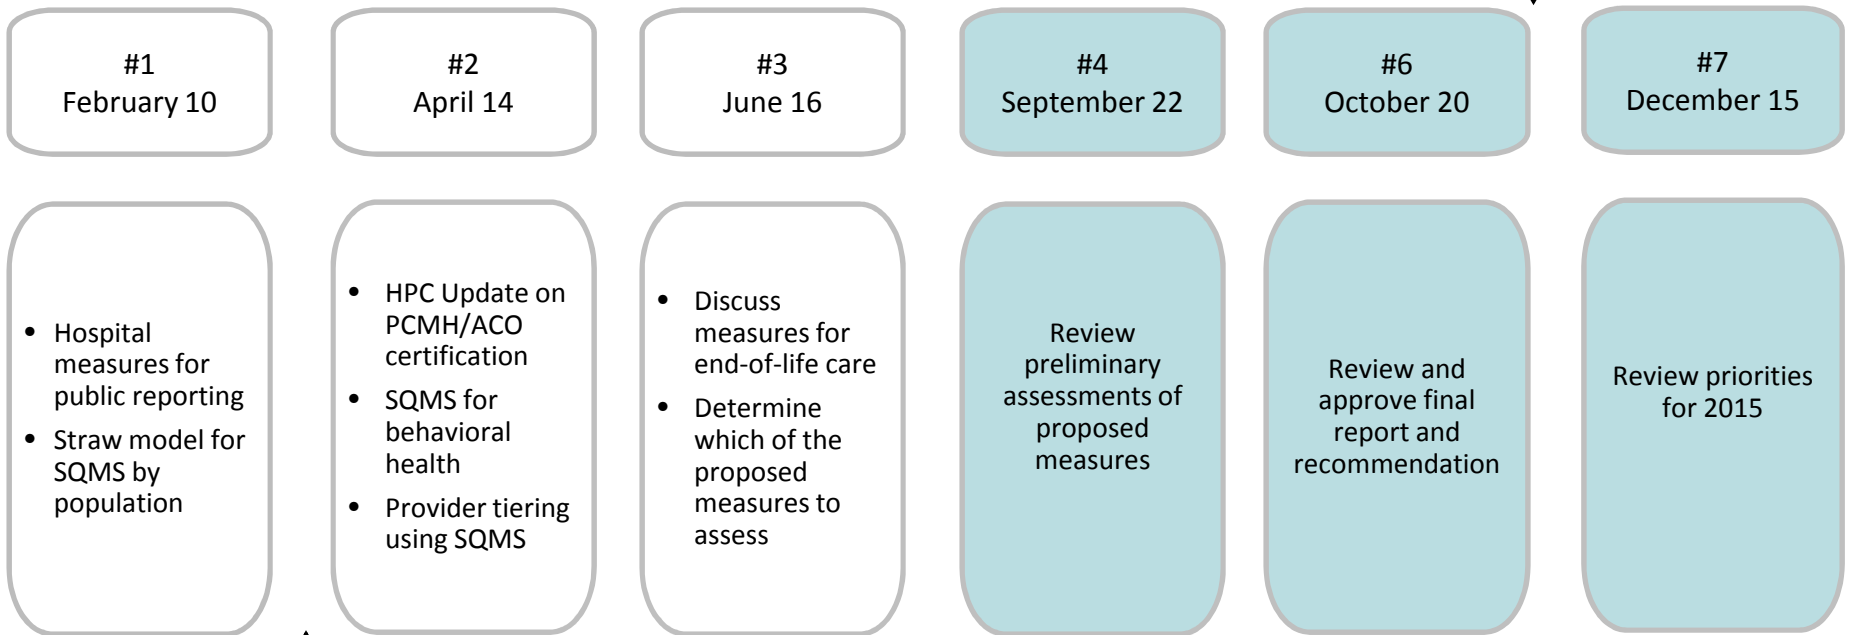 #1
February 10
#2
April 14
#3
June 16
#4
September 22
#6
October 20
#7
December 15
• Hospital
measures for
public reporting
• Straw model for
SQMS by
population
• HPC Update on
PCMH/ACO
certification
• SQMS for
behavioral
health
• Provider tiering
using SQMS
• Discuss
measures for
end-of-life care
• Determine
which of the
proposed
measures to
assess
Review
preliminary
assessments of
proposed
measures
Review and
approve final
report and
recommendation
Review priorities
for 2015